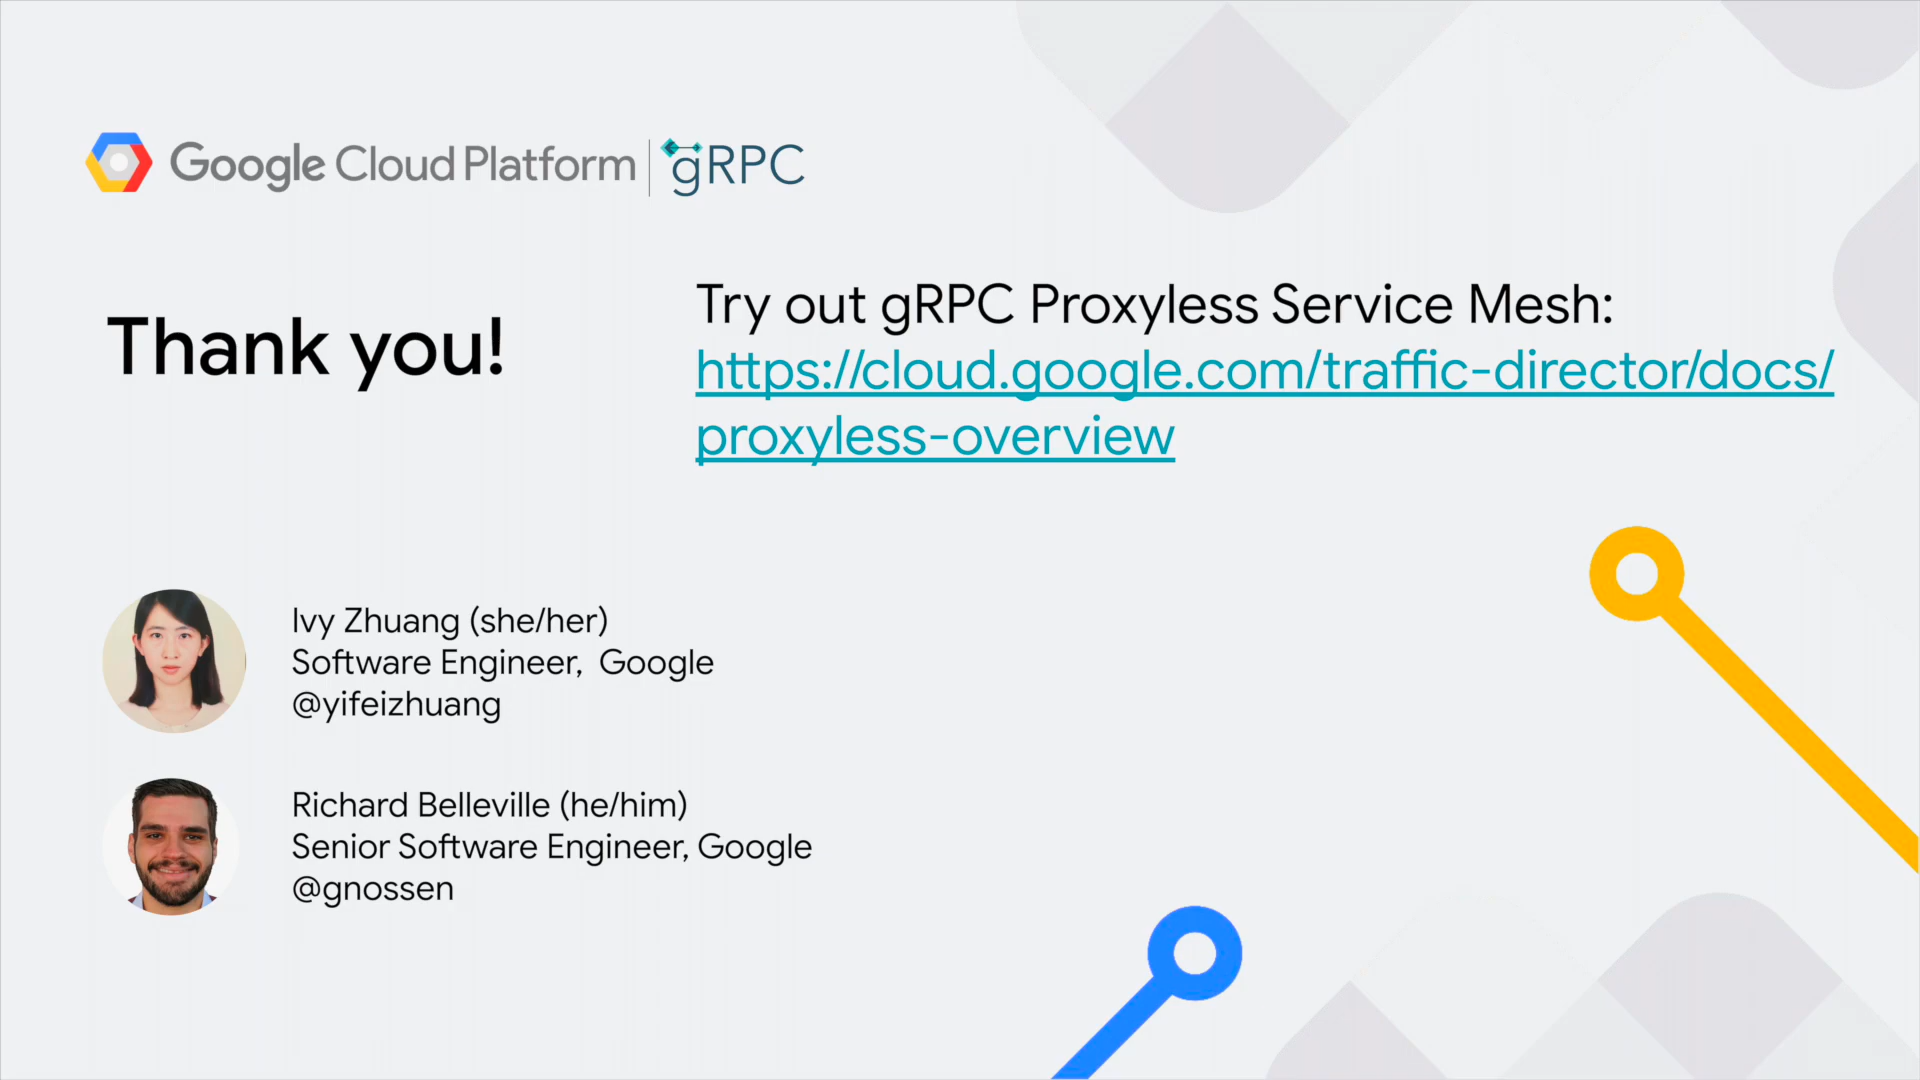 Google Cloud Platform | gRPC
Thank you!
Try out gRPC Proxyless Service Mesh:
https://cloud.google.com/traffic-director/docs/
proxyless-overview
Ivy Zhuang (she/her)
Software Engineer, Google
@yifeizhuang
Richard Belleville (he/him)
Senior Software Engineer, Google
@gnossen